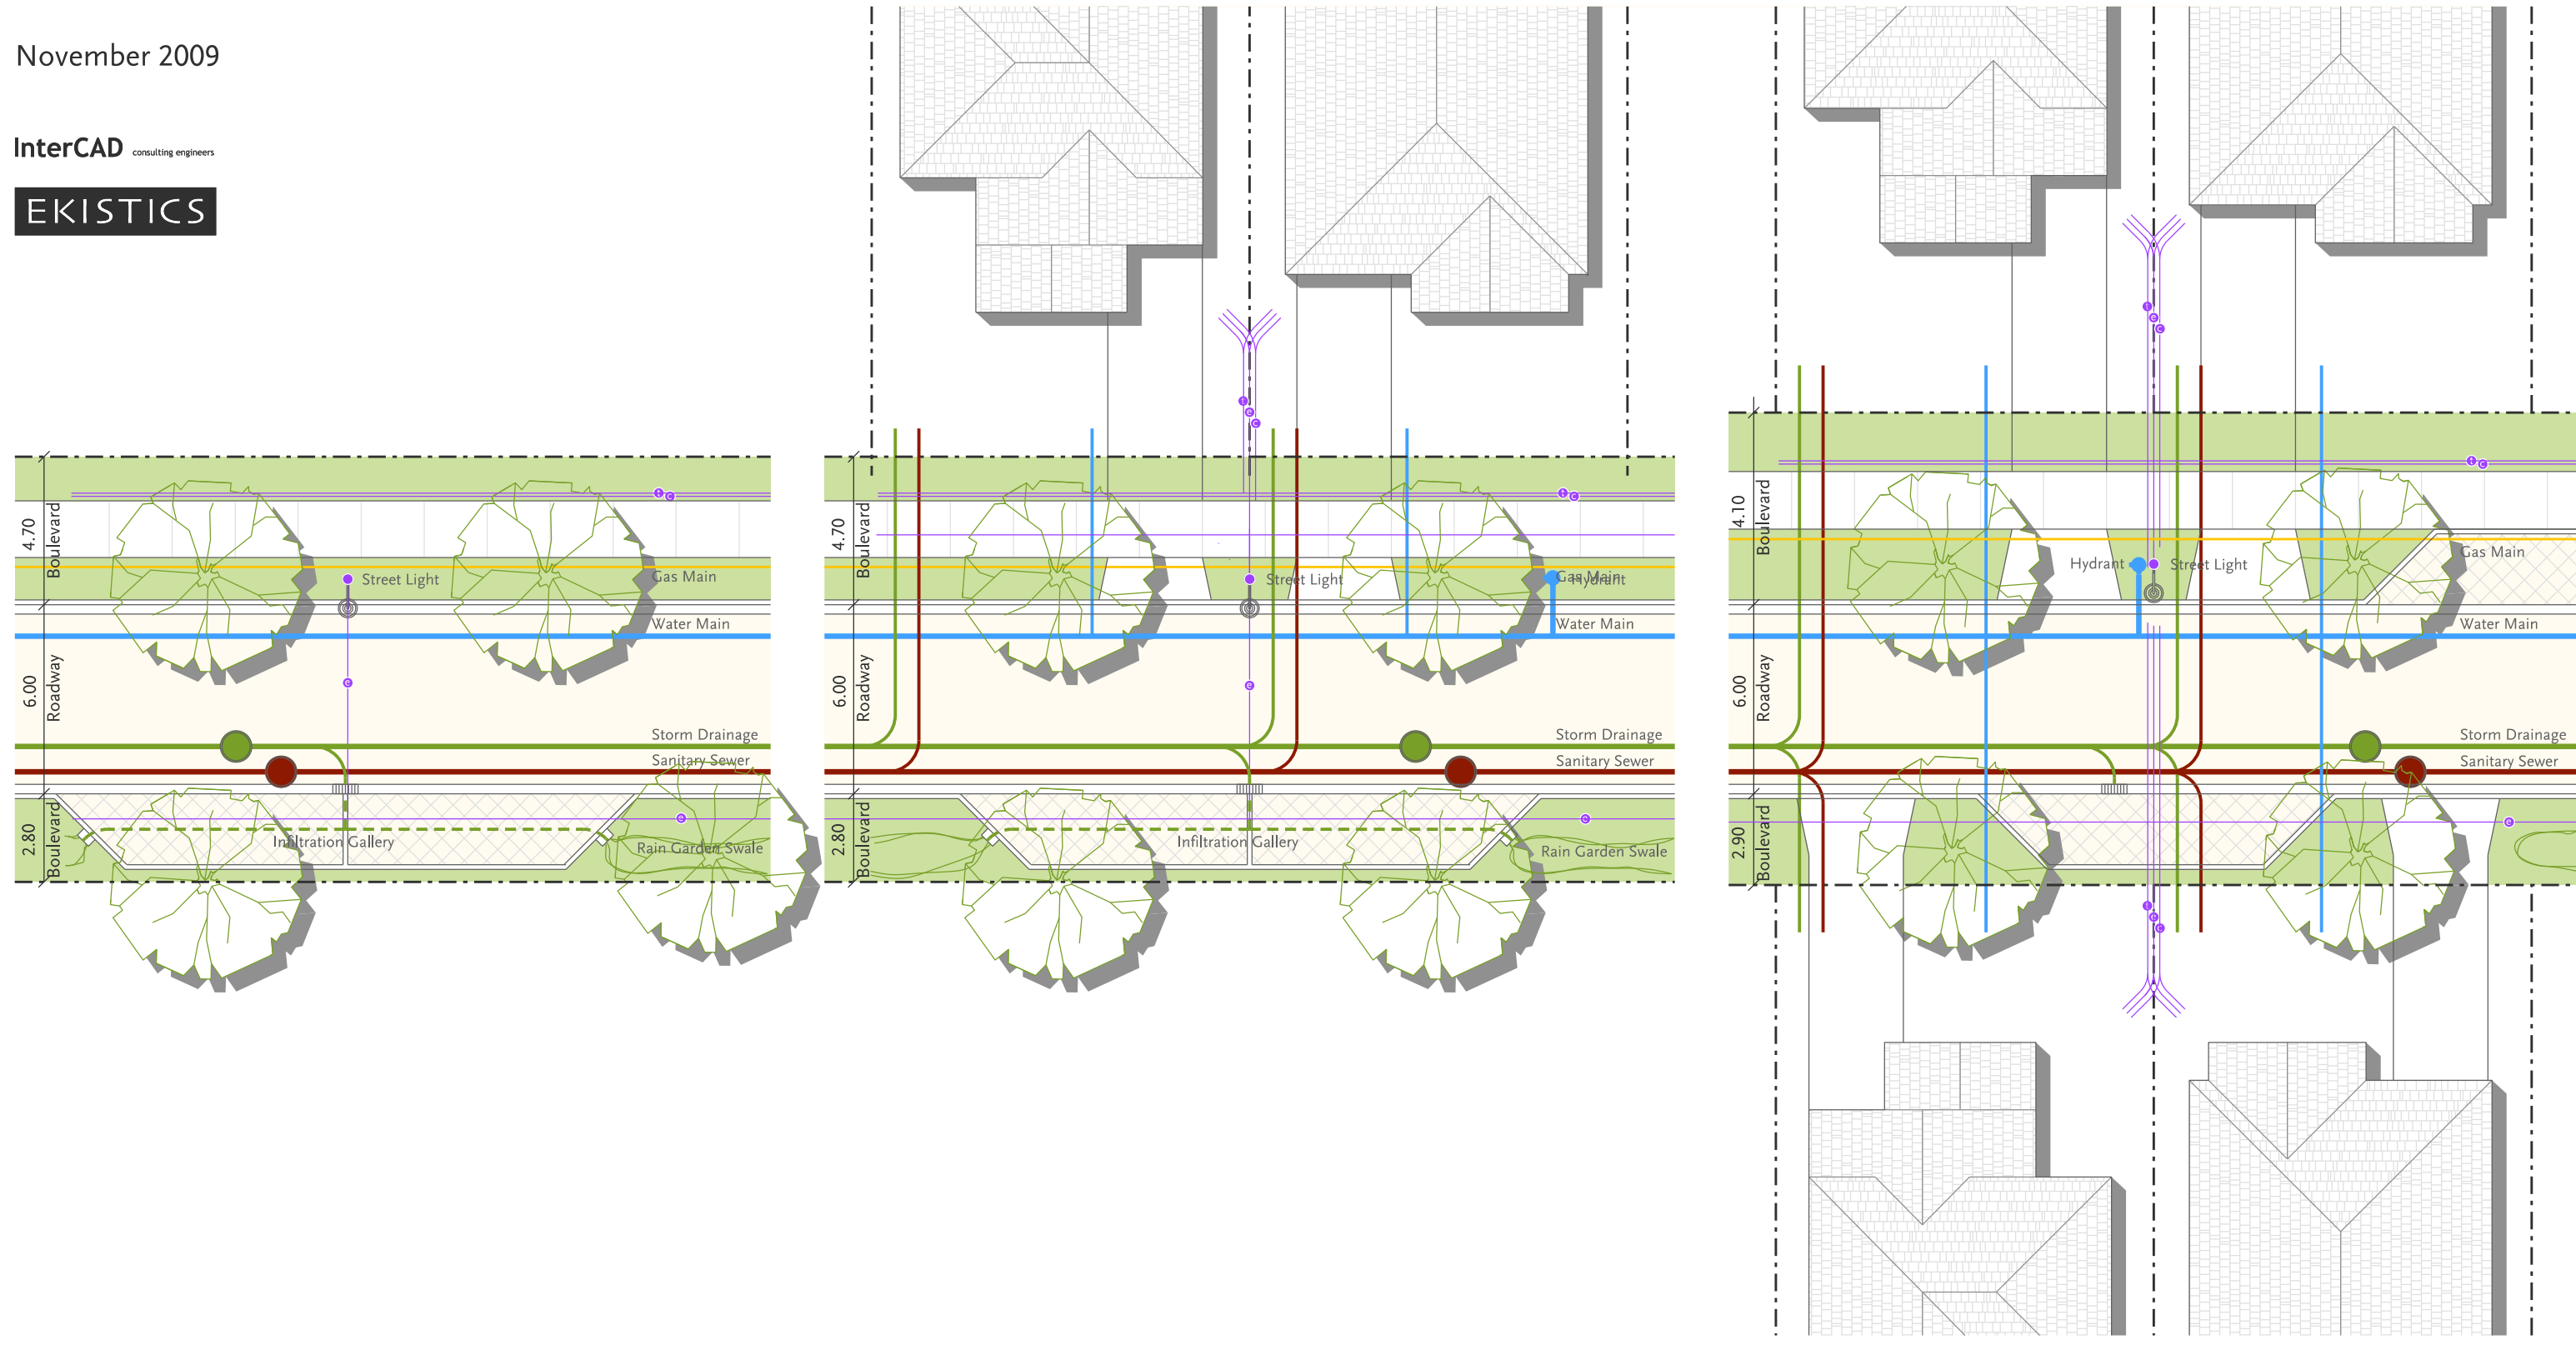 November 2009
InterCAD consulting engineers
EKISTICS
4.70
Boulevard
6.00
Roadway
2.80
Boulevard
t
c
Street Light
Gas Main
Water Main
e
Storm Drainage
Sanitary Sewer
e
Infiltration Gallery
Rain Garden Swale
4.70
Boulevard
6.00
Roadway
2.80
Boulevard
t
e
c
t
c
Street Light
Gas Main
Hydrant
Water Main
e
Storm Drainage
Sanitary Sewer
e
Infiltration Gallery
Rain Garden Swale
4.10
Boulevard
6.00
Roadway
2.90
Boulevard
t
e
c
t
c
Gas Main
Hydrant
Street Light
Water Main
Storm Drainage
Sanitary Sewer
e
t
e
c